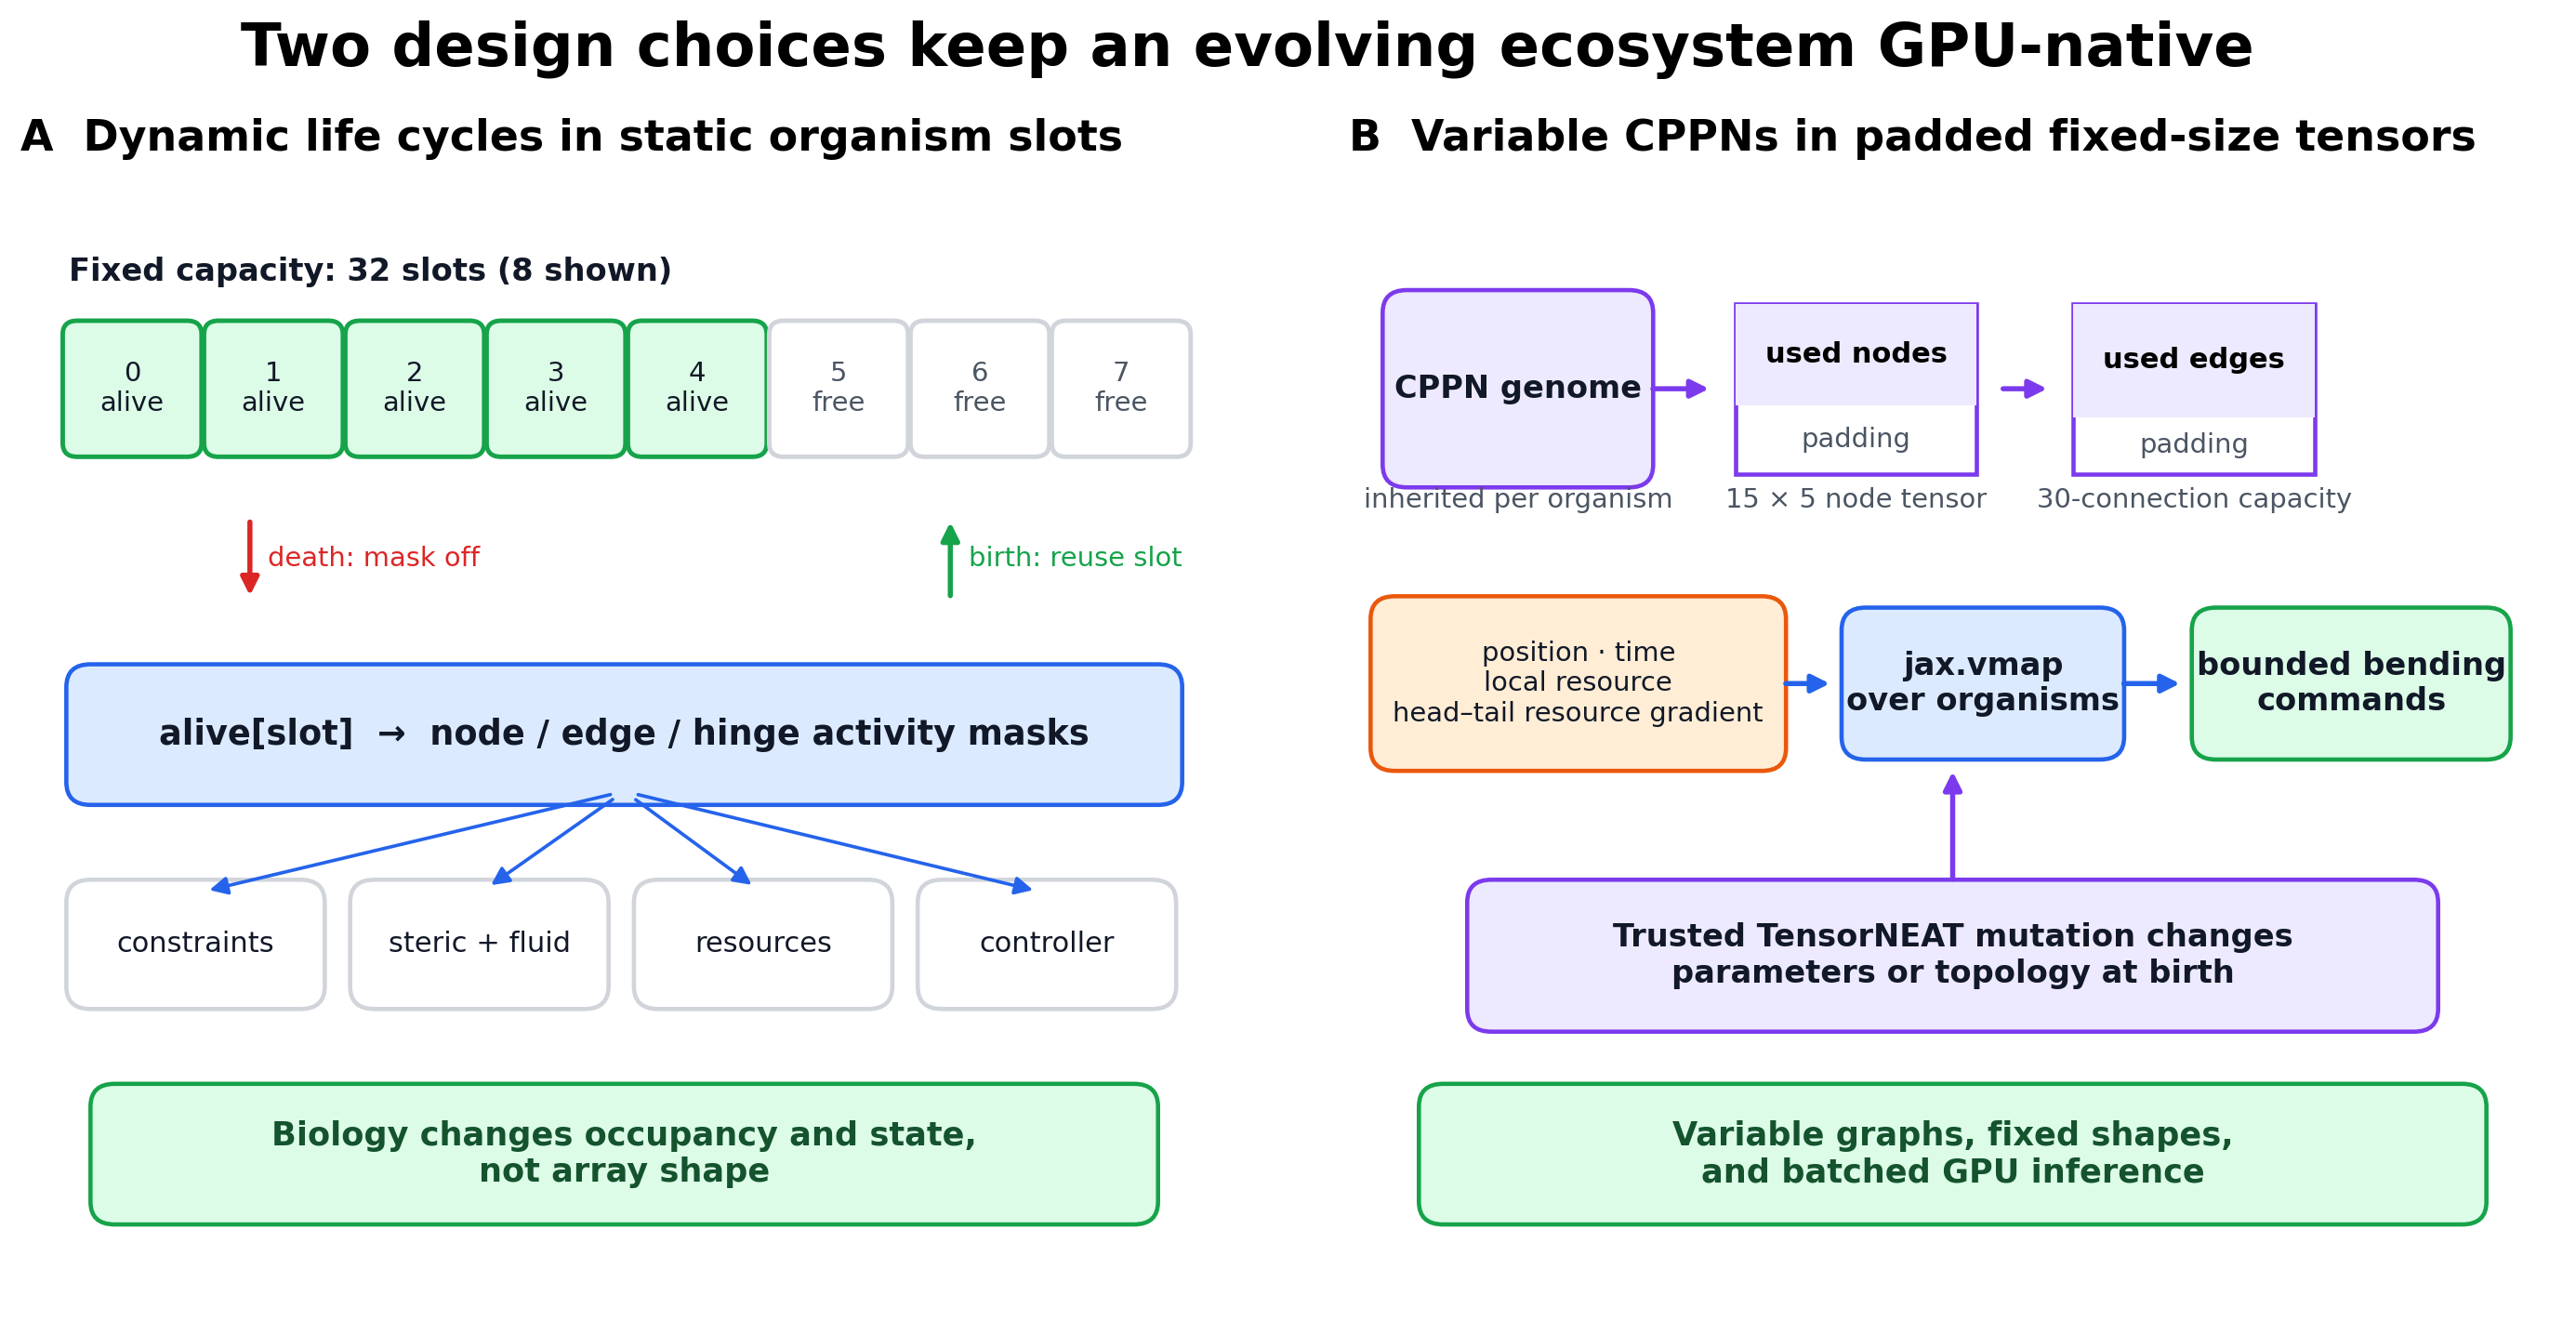 Two design choices keep an evolving ecosystem GPU-native
A Dynamic life cycles in static organism slots
Fixed capacity: 32 slots (8 shown)
0
alive
1
alive
2
alive
3
alive
4
alive
5
free
6
free
7
free
death: mask off
birth: reuse slot
alive[slot] → node / edge / hinge activity masks
constraints
steric + fluid
resources
controller
Biology changes occupancy and state,
not array shape
B Variable CPPNs in padded fixed-size tensors
CPPN genome
inherited per organism
used nodes
padding
15 × 5 node tensor
used edges
padding
30-connection capacity
position · time
local resource
head–tail resource gradient
jax.vmap
over organisms
bounded bending
commands
Trusted TensorNEAT mutation changes
parameters or topology at birth
Variable graphs, fixed shapes,
and batched GPU inference